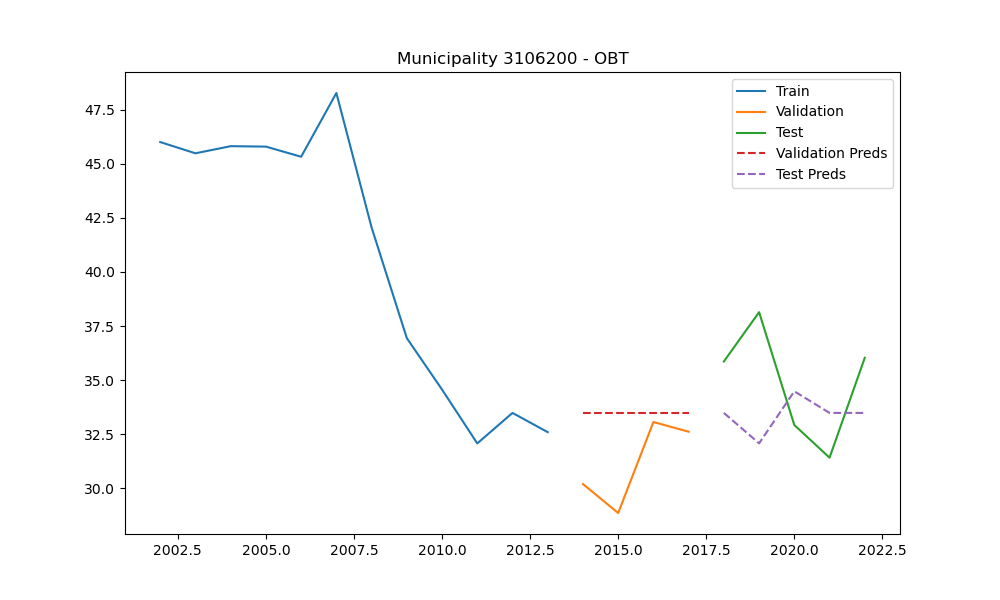 Municipality 3106200 - OBT
Train
Validation
Test
Validation Preds
Test Preds
47.5
45.0
42.5
40.0
37.5
35.0
32.5
30.0
2002.5 2005.0 2007.5 2010.0 2012.5 2015.0 2017.5 2020.0 2022.5